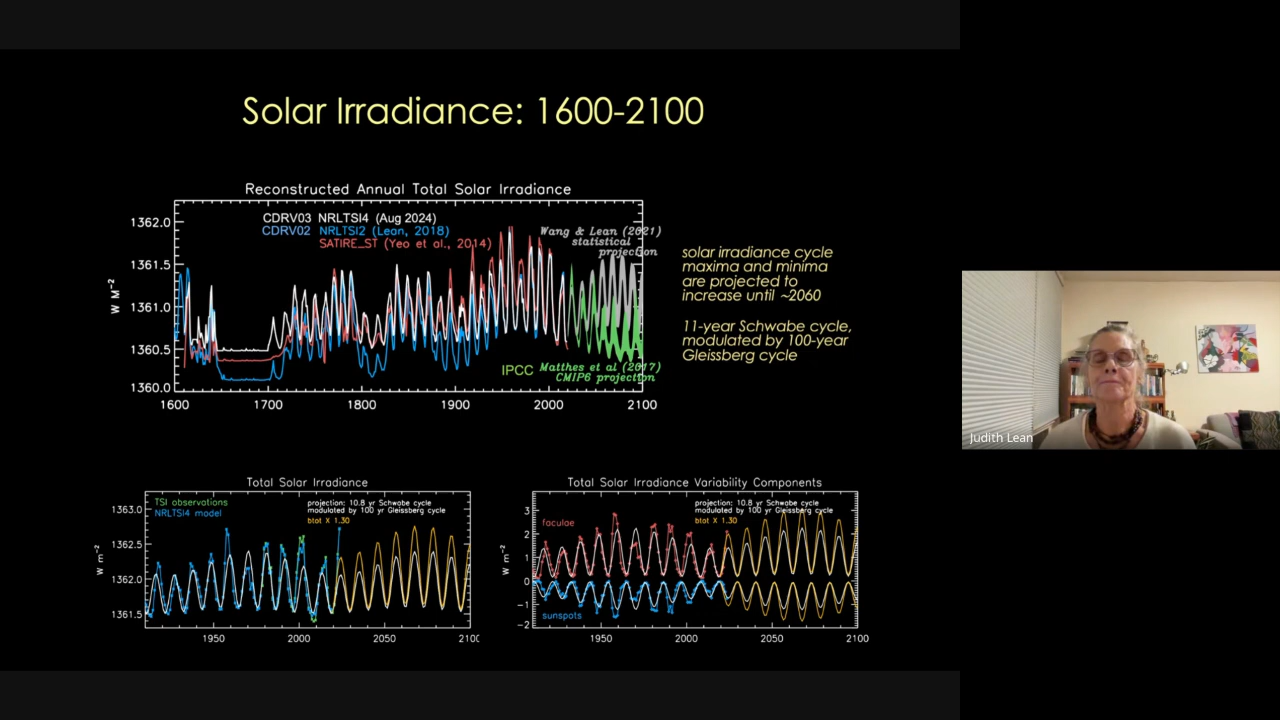 Solar Irradiance: 1600-2100
Reconstructed Annual Total Solar Irradiance
CDRV03 NRLTSI4 (Aug 2024)
CDRV02 NRLTSI2 (Lean, 2018)
SATIRE_ST (Yeo et al., 2014)
Wang & Lean (2021)
statistical
projection
IPCC
Matthes et al (2017)
CMIP6 projection
W M⁻²
1362.0
1361.5
1361.0
1360.5
1360.0
1600 1700 1800 1900 2000 2100
solar irradiance cycle
maxima and minima
are projected to
increase until ~2060
11-year Schwabe cycle,
modulated by 100-year
Gleissberg cycle
Judith Lean
Total Solar Irradiance
TSI observations
NRLTSI4 model
projection: 10.8 yr Schwabe cycle
modulated by 100 yr Gleissberg cycle
btot X 1.30
W m⁻²
1363.0
1362.5
1362.0
1361.5
1950 2000 2050 210
Total Solar Irradiance Variability Components
projection: 10.8 yr Schwabe cycle
modulated by 100 yr Gleissberg cycle
btot X 1.30
faculae
sunspots
W m⁻²
3
2
1
0
-1
-2
1950 2000 2050 2100